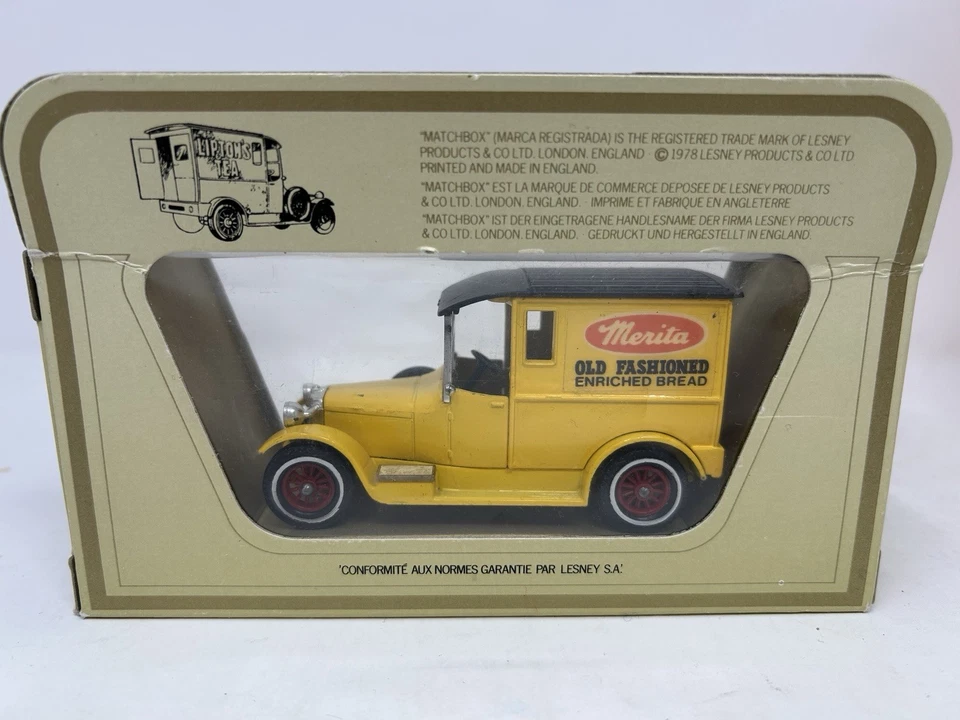 LIPTON'S
TEA
"MATCHBOX" (MARCA REGISTRADA) IS THE REGISTERED TRADE MARK OF LESNEY
PRODUCTS & CO LTD. LONDON. ENGLAND · © 1978 LESNEY PRODUCTS & CO LTD
PRINTED AND MADE IN ENGLAND.
"MATCHBOX" EST LA MARQUE DE COMMERCE DEPOSEE DE LESNEY PRODUCTS
& CO LTD. LONDON. ENGLAND. · IMPRIME ET FABRIQUE EN ANGLETERRE
"MATCHBOX" IST DER EINGETRAGENE HANDLESNAME DER FIRMA LESNEY PRODUCTS
& CO LTD. LONDON. ENGLAND. · GEDRUCKT UND HERGESTELLT IN ENGLAND.
Merita
OLD FASHIONED
ENRICHED BREAD
'CONFORMITÉ AUX NORMES GARANTIE PAR LESNEY S.A.'